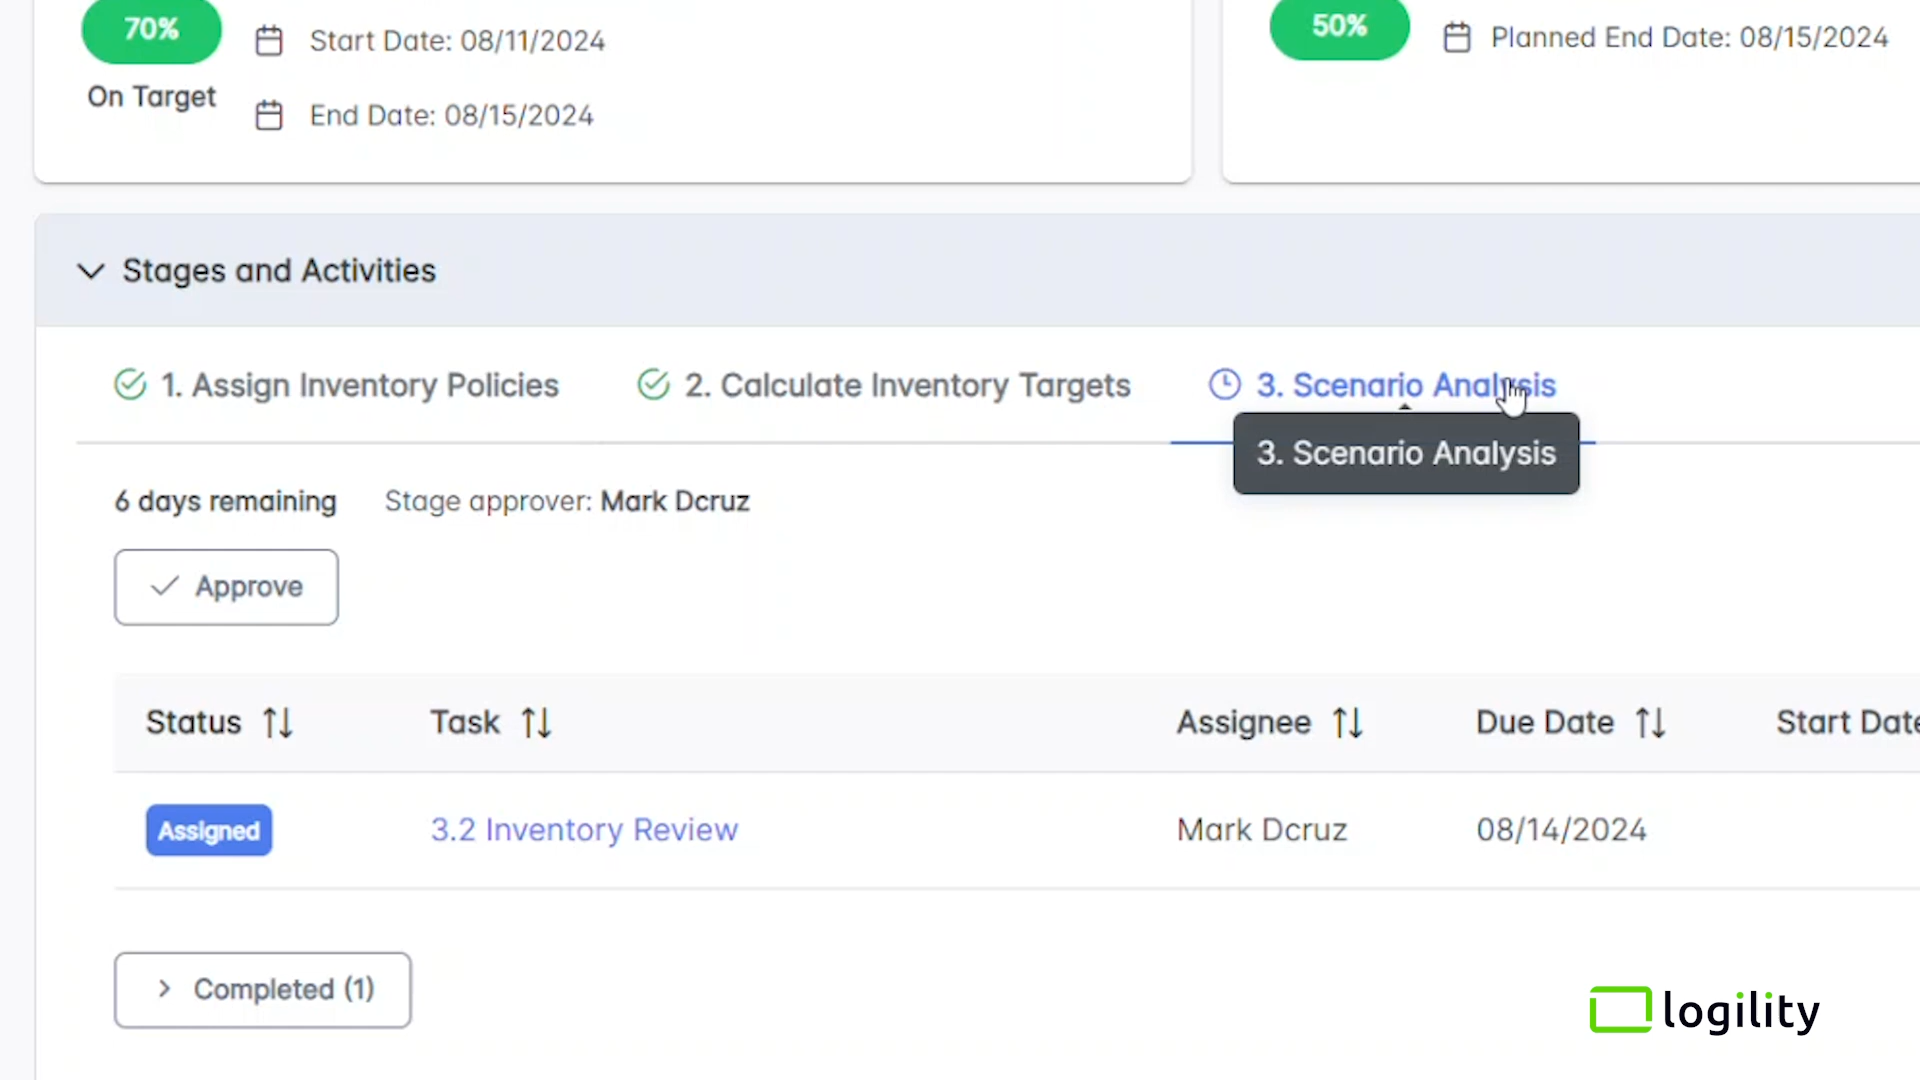 70%
Start Date: 08/11/2024
On Target
End Date: 08/15/2024
50%
Planned End Date: 08/15/2024
Stages and Activities
1. Assign Inventory Policies
2. Calculate Inventory Targets
3. Scenario Analysis
3. Scenario Analysis
6 days remaining
Stage approver: Mark Dcruz
Approve
Status
Task
Assignee
Due Date
Start Date
Assigned
3.2 Inventory Review
Mark Dcruz
08/14/2024
Completed (1)
logility